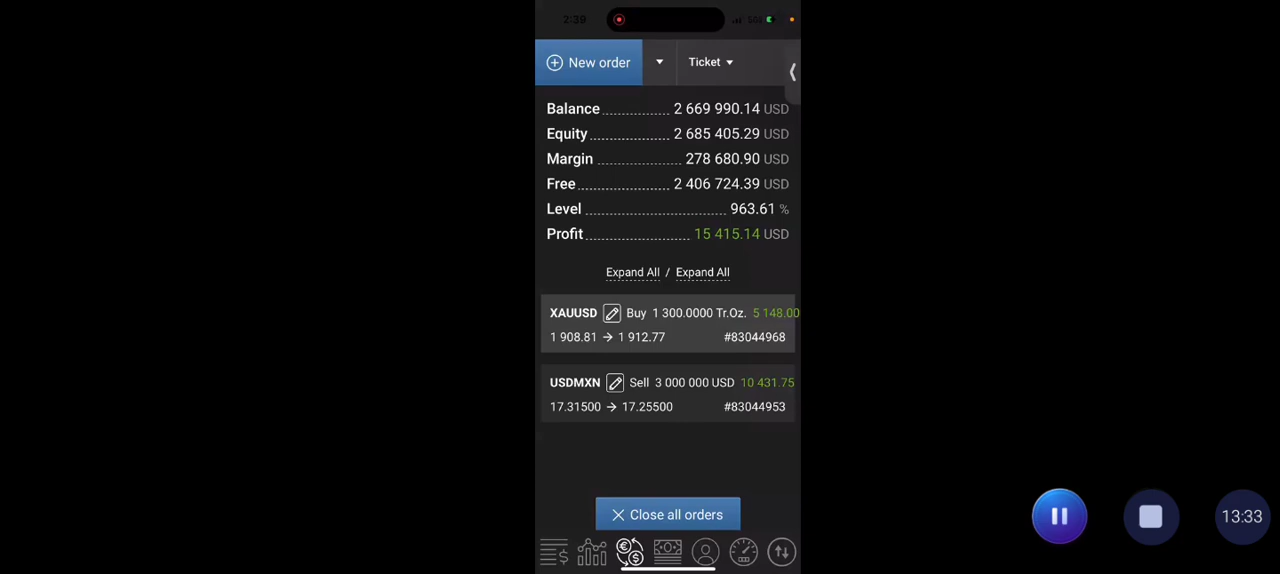 2:39
New order Ticket
Balance 2 669 990.14 USD
Equity 2 685 405.29 USD
Margin 278 680.90 USD
Free 2 406 724.39 USD
Level 963.61 %
Profit 15 415.14 USD
Expand All / Expand All
XAUUSD Buy 1 300.0000 Tr.Oz. 5 148.00
1 908.81 → 1 912.77 #83044968
USDMXN Sell 3 000 000 USD 10 431.75
17.31500 → 17.25500 #83044953
Close all orders
13:33